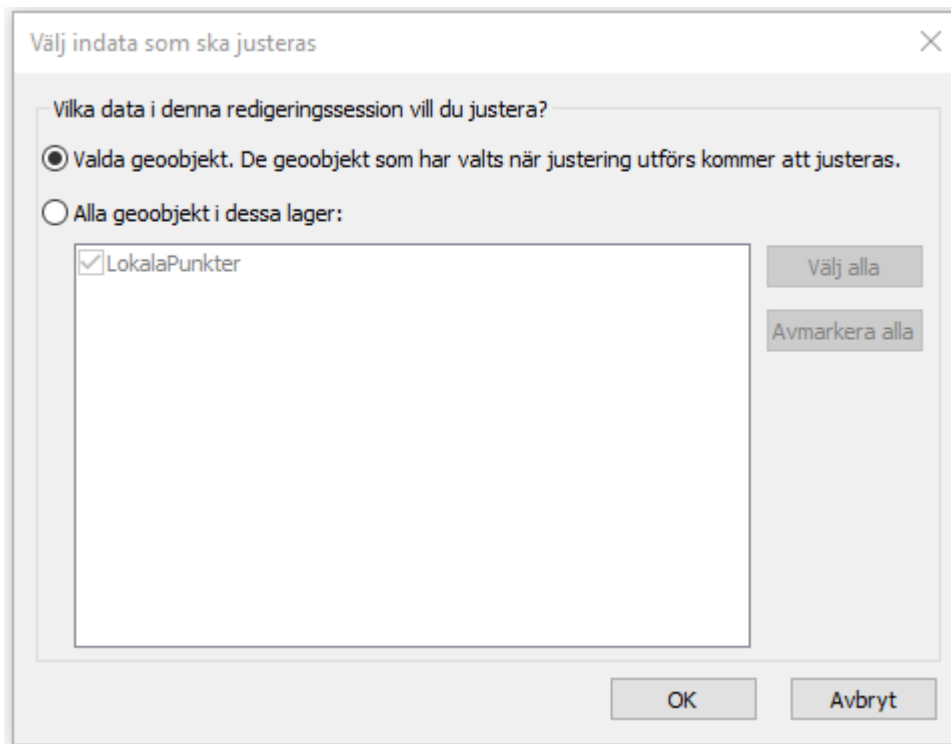 Välj indata som ska justeras
Vilka data i denna redigeringssession vill du justera?
Valda geoobjekt. De geoobjekt som har valts när justering utförs kommer att justeras.
Alla geoobjekt i dessa lager:
LokalaPunkter
Välj alla
Avmarkera alla
OK
Avbryt